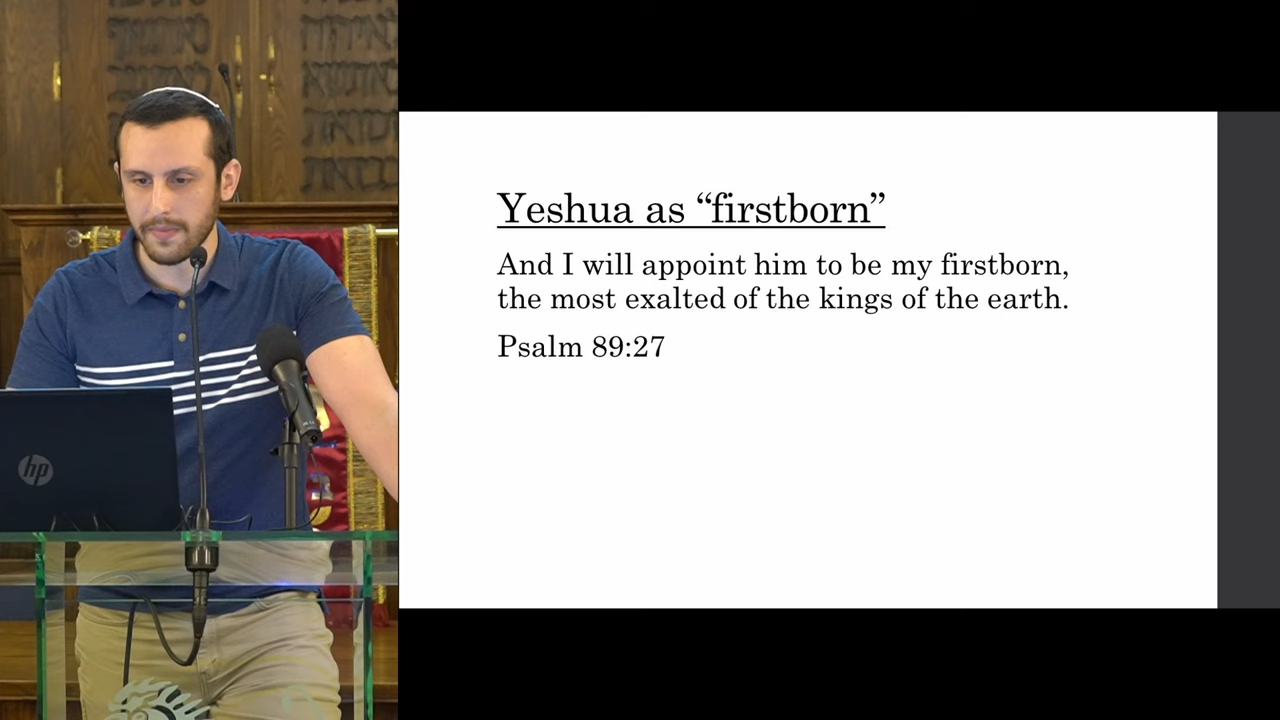 Yeshua as “firstborn”
And I will appoint him to be my firstborn,
the most exalted of the kings of the earth.
Psalm 89:27
hp